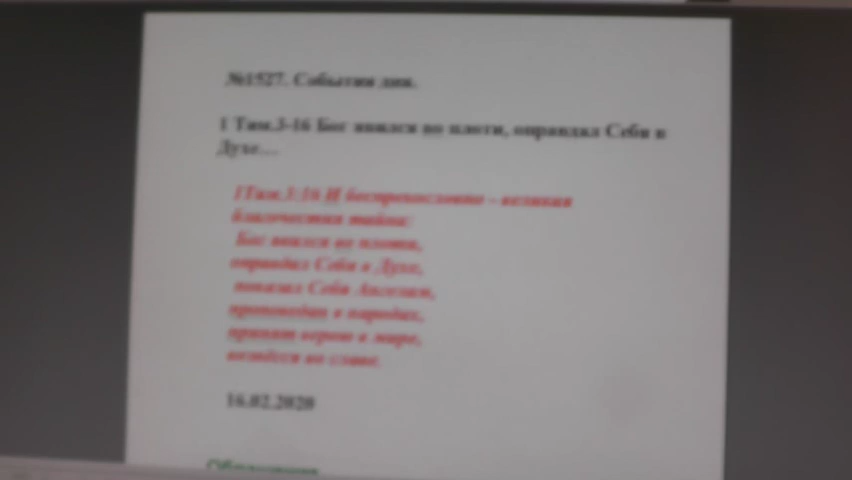 №1527. События дня.
1 Тим.3-16 Бог явился во плоти, оправдал Себя в
Духе…
1Тим.3:16 И беспрекословно - великая
благочестия тайна:
Бог явился во плоти,
оправдал Себя в Духе,
показал Себя Ангелам,
проповедан в народах,
принят верою в мире,
вознёсся во славе.
16.02.2020